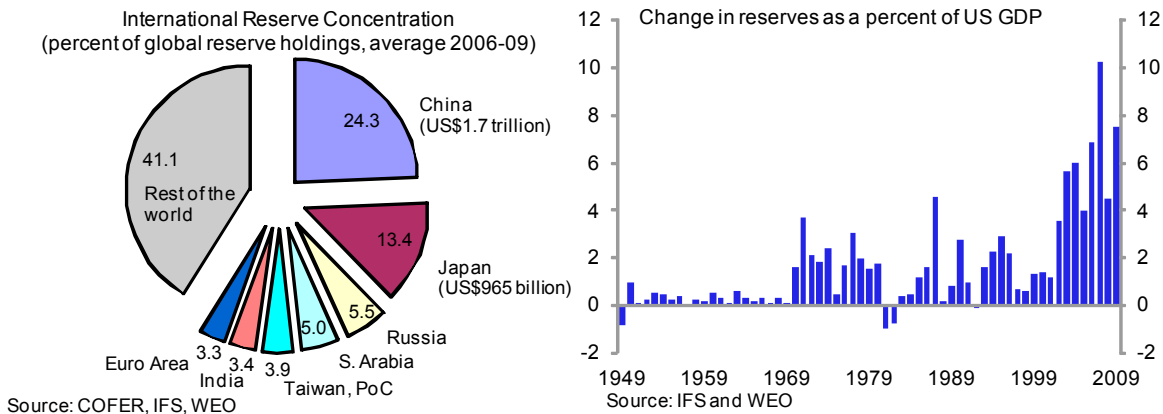 International Reserve Concentration
(percent of global reserve holdings, average 2006-09)
China
(US$1.7 trillion)
24.3
41.1
Rest of the
world
13.4
Japan
(US$965 billion)
5.5
Russia
5.0
S. Arabia
3.9
Taiwan, PoC
3.4
India
3.3
Euro Area
Source: COFER, IFS, WEO
Change in reserves as a percent of US GDP
12
10
8
6
4
2
0
-2
12
10
8
6
4
2
0
-2
1949 1959 1969 1979 1989 1999 2009
Source: IFS and WEO